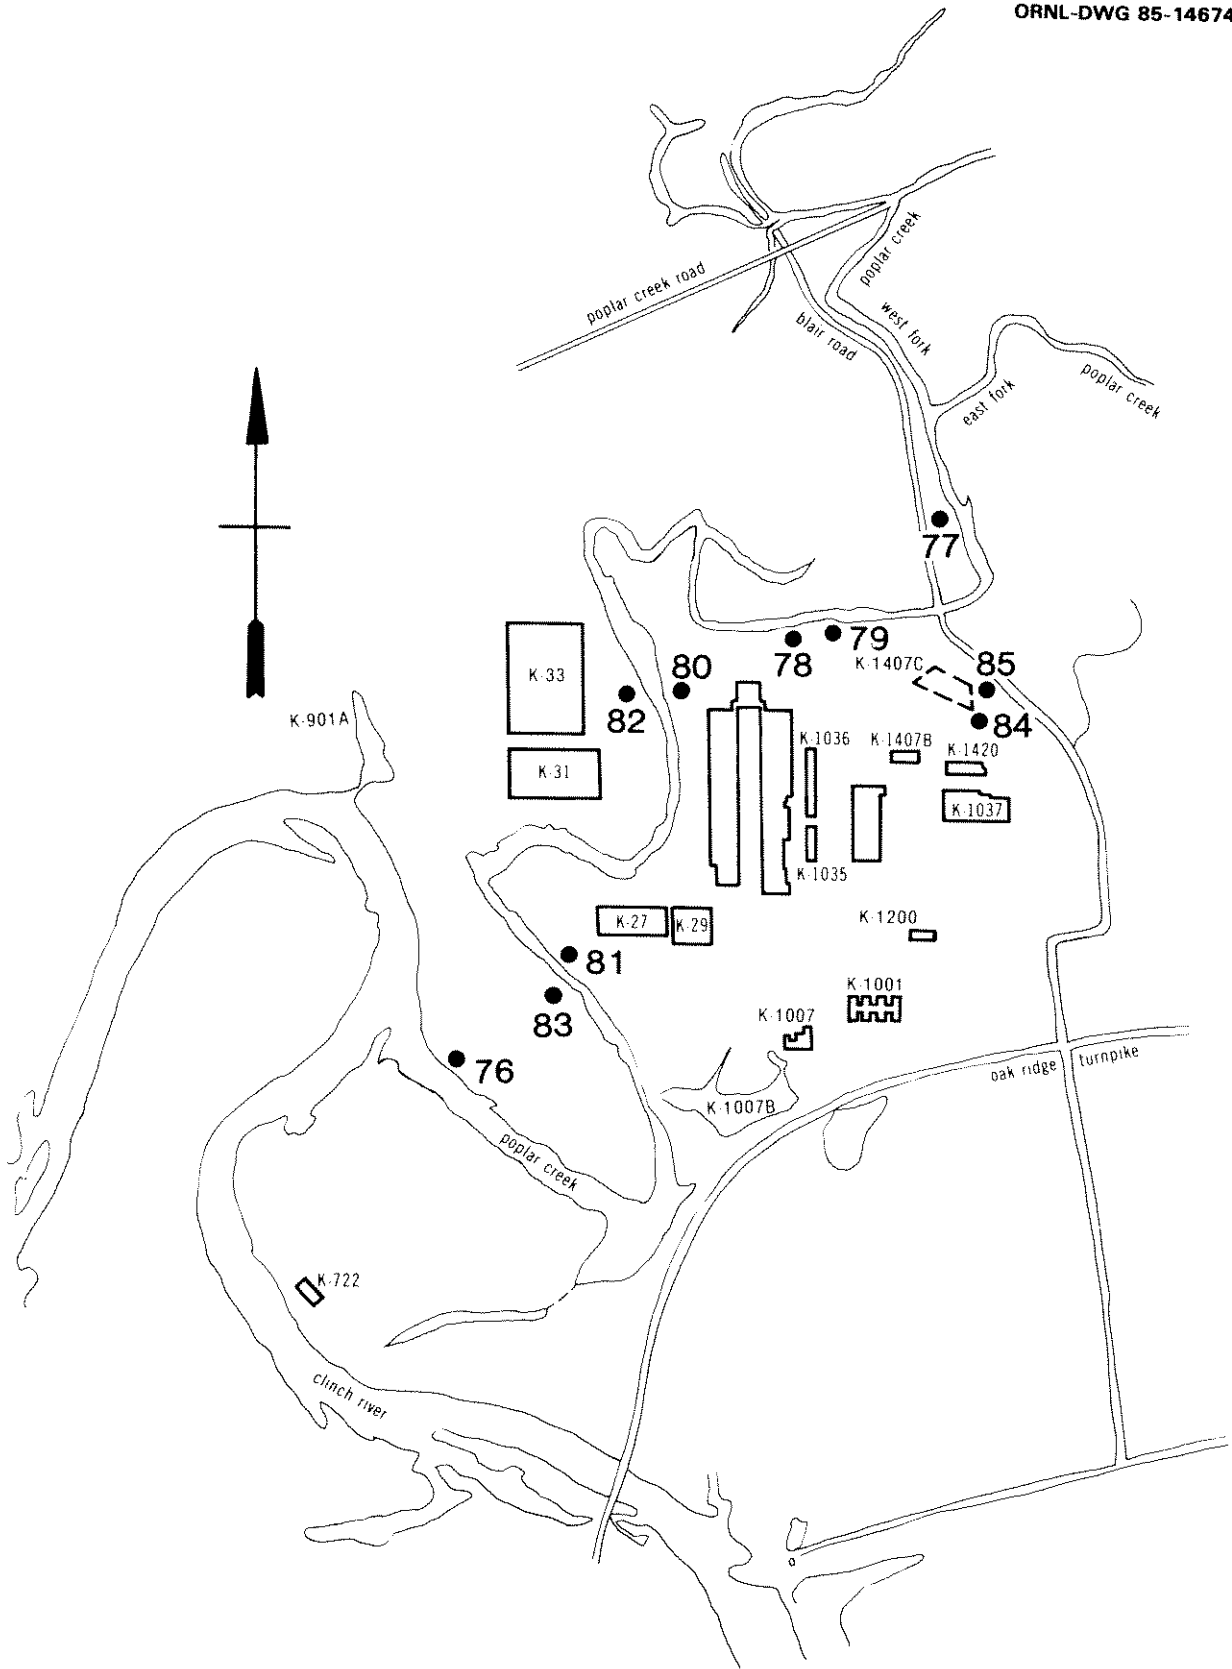 ORNL-DWG 85-14674
poplar creek
poplar creek road
west fork
blair road
poplar creek
east fork
77
79
78
K-1407C
85
80
K-33
82
84
K-901A
K-1036
K-1407B
K-1420
K-31
K-1037
K-1035
K-27
K-29
K-1200
81
83
K-1001
K-1007
76
oak ridge turnpike
K-1007B
poplar creek
K-722
clinch river